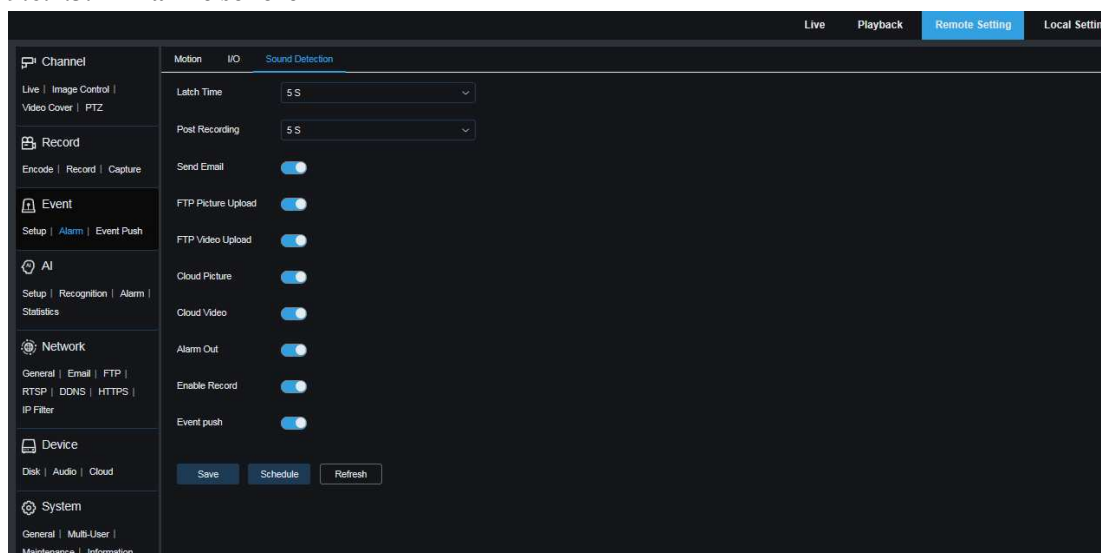 Live Playback Remote Setting Local Settin
Channel
Live | Image Control |
Video Cover | PTZ
Record
Encode | Record | Capture
Event
Setup | Alarm | Event Push
AI
Setup | Recognition | Alarm |
Statistics
Network
General | Email | FTP |
RTSP | DDNS | HTTPS |
IP Filter
Device
Disk | Audio | Cloud
System
General | Multi-User |
Maintenance | Information
Motion I/O Sound Detection
Latch Time 5 S
Post Recording 5 S
Send Email
FTP Picture Upload
FTP Video Upload
Cloud Picture
Cloud Video
Alarm Out
Enable Record
Event push
Save Schedule Refresh